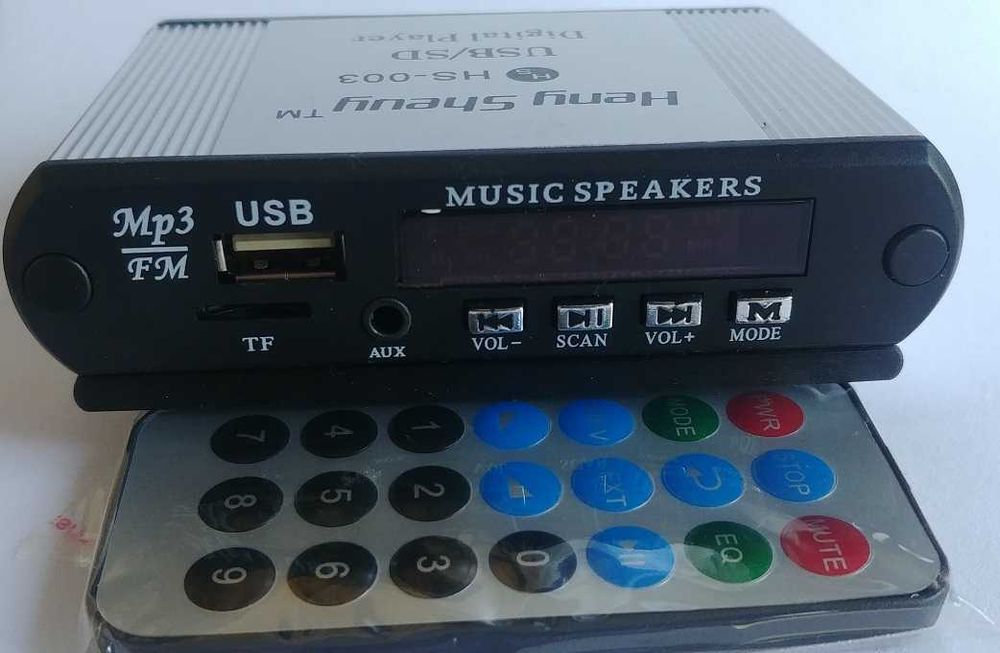 Heny Sheuy TM
HS HS-003
USB/SD
Digital Player
MUSIC SPEAKERS
Mp3
FM
USB
TF
AUX
VOL-
SCAN
VOL+
M
MODE
7 4 1 MODE PWR
8 5 2 STOP
9 6 3 0 EQ MUTE